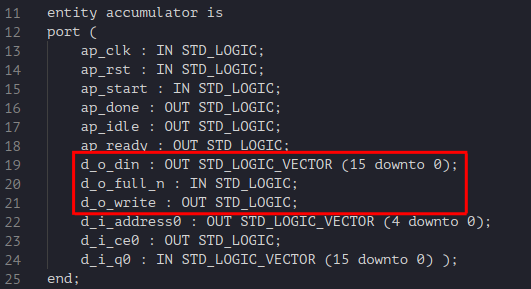 11 entity accumulator is
12 port (
13 ap_clk : IN STD_LOGIC;
14 ap_rst : IN STD_LOGIC;
15 ap_start : IN STD_LOGIC;
16 ap_done : OUT STD_LOGIC;
17 ap_idle : OUT STD_LOGIC;
18 ap_ready : OUT STD_LOGIC;
19 d_o_din : OUT STD_LOGIC_VECTOR (15 downto 0);
20 d_o_full_n : IN STD_LOGIC;
21 d_o_write : OUT STD_LOGIC;
22 d_i_address0 : OUT STD_LOGIC_VECTOR (4 downto 0);
23 d_i_ce0 : OUT STD_LOGIC;
24 d_i_q0 : IN STD_LOGIC_VECTOR (15 downto 0) );
25 end;